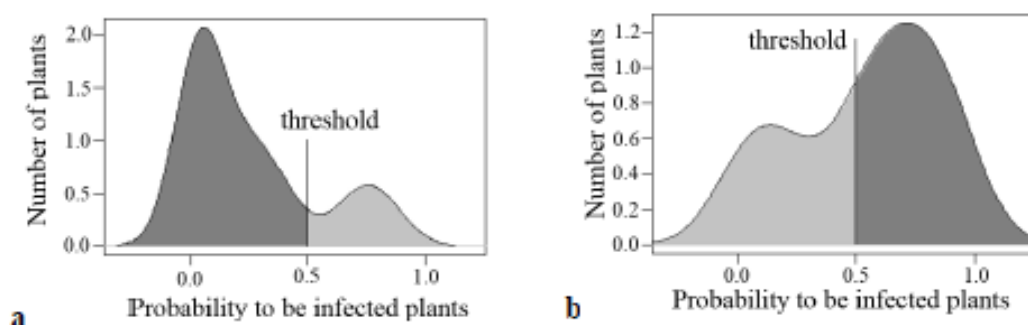 Number of plants
2.0
1.5
1.0
0.5
0.0
threshold
0.0 0.5 1.0
Probability to be infected plants
a
Number of plants
1.2
1.0
0.8
0.6
0.4
0.2
0.0
threshold
0.0 0.5 1.0
Probability to be infected plants
b